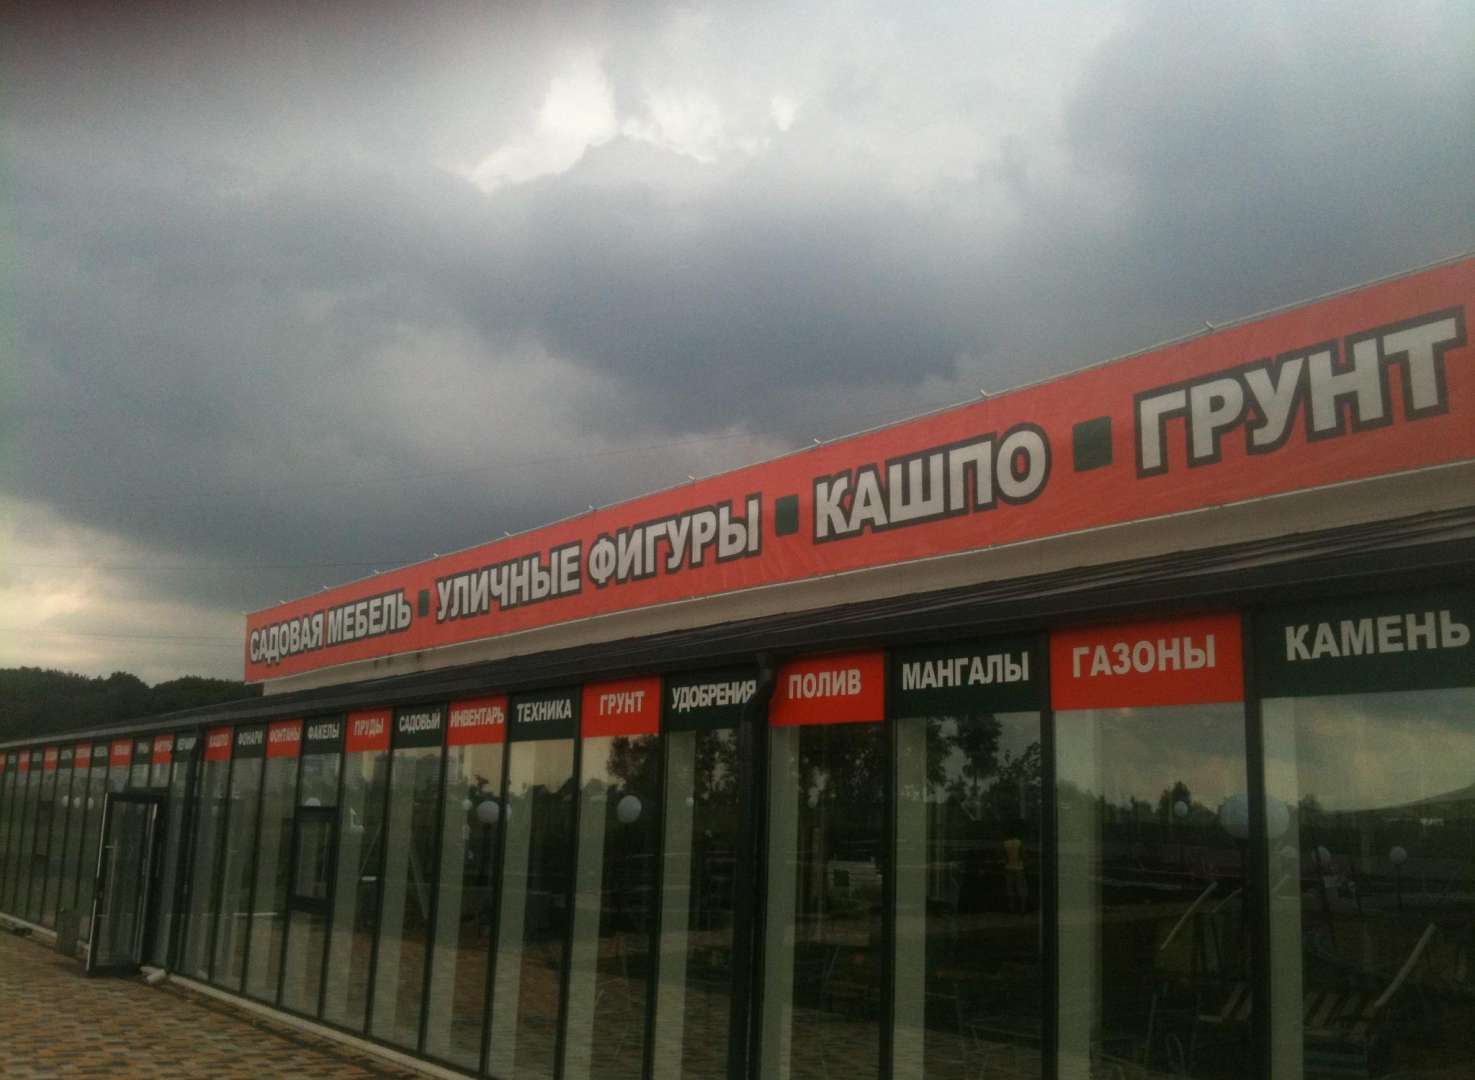 САДОВАЯ МЕБЕЛЬ ▪ УЛИЧНЫЕ ФИГУРЫ ▪ КАШПО ▪ ГРУНТ
КАШПО ФОНАРИ ФОНТАНЫ ФАКЕЛЫ ПРУДЫ САДОВЫЙ ИНВЕНТАРЬ ТЕХНИКА ГРУНТ УДОБРЕНИЯ ПОЛИВ МАНГАЛЫ ГАЗОНЫ КАМЕНЬ